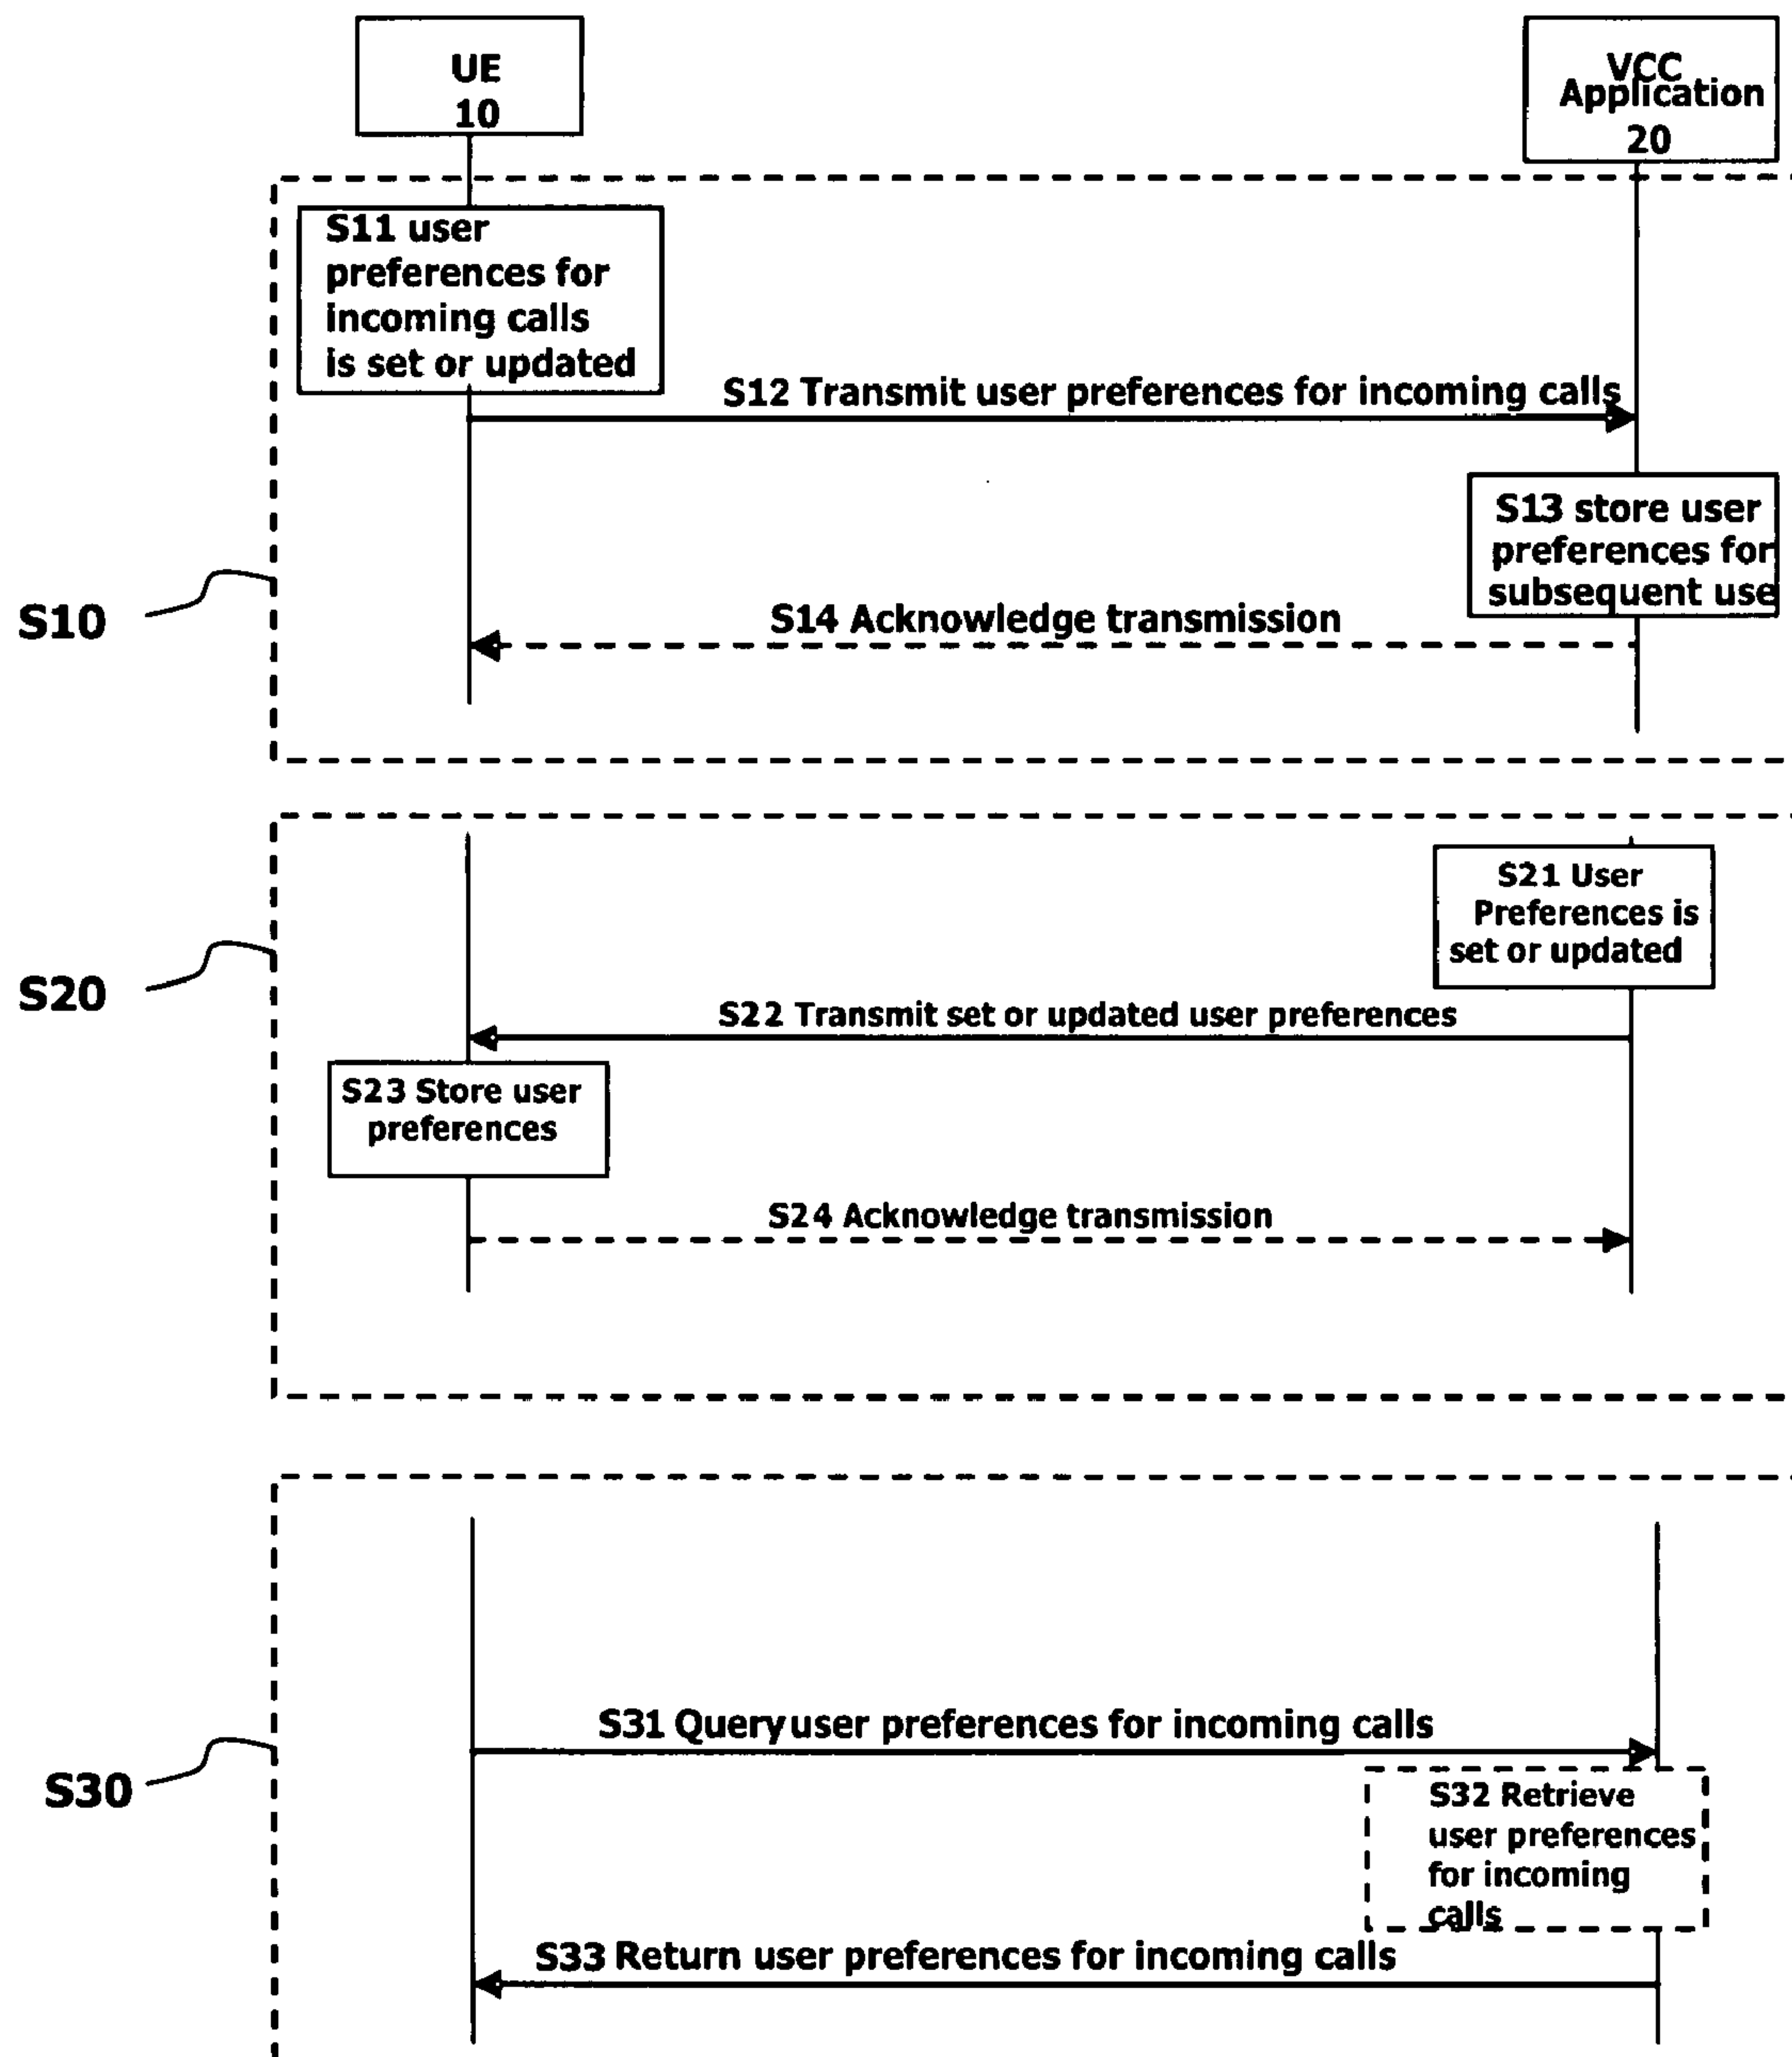 UE
10
VCC
Application
20
S11 user
preferences for
incoming calls
is set or updated
S12 Transmit user preferences for incoming calls
S13 store user
preferences for
subsequent use
S10
S14 Acknowledge transmission
S21 User
Preferences is
set or updated
S20
S22 Transmit set or updated user preferences
S23 Store user
preferences
S24 Acknowledge transmission
S31 Query user preferences for incoming calls
S30
S32 Retrieve
user preferences
for incoming
calls
S33 Return user preferences for incoming calls